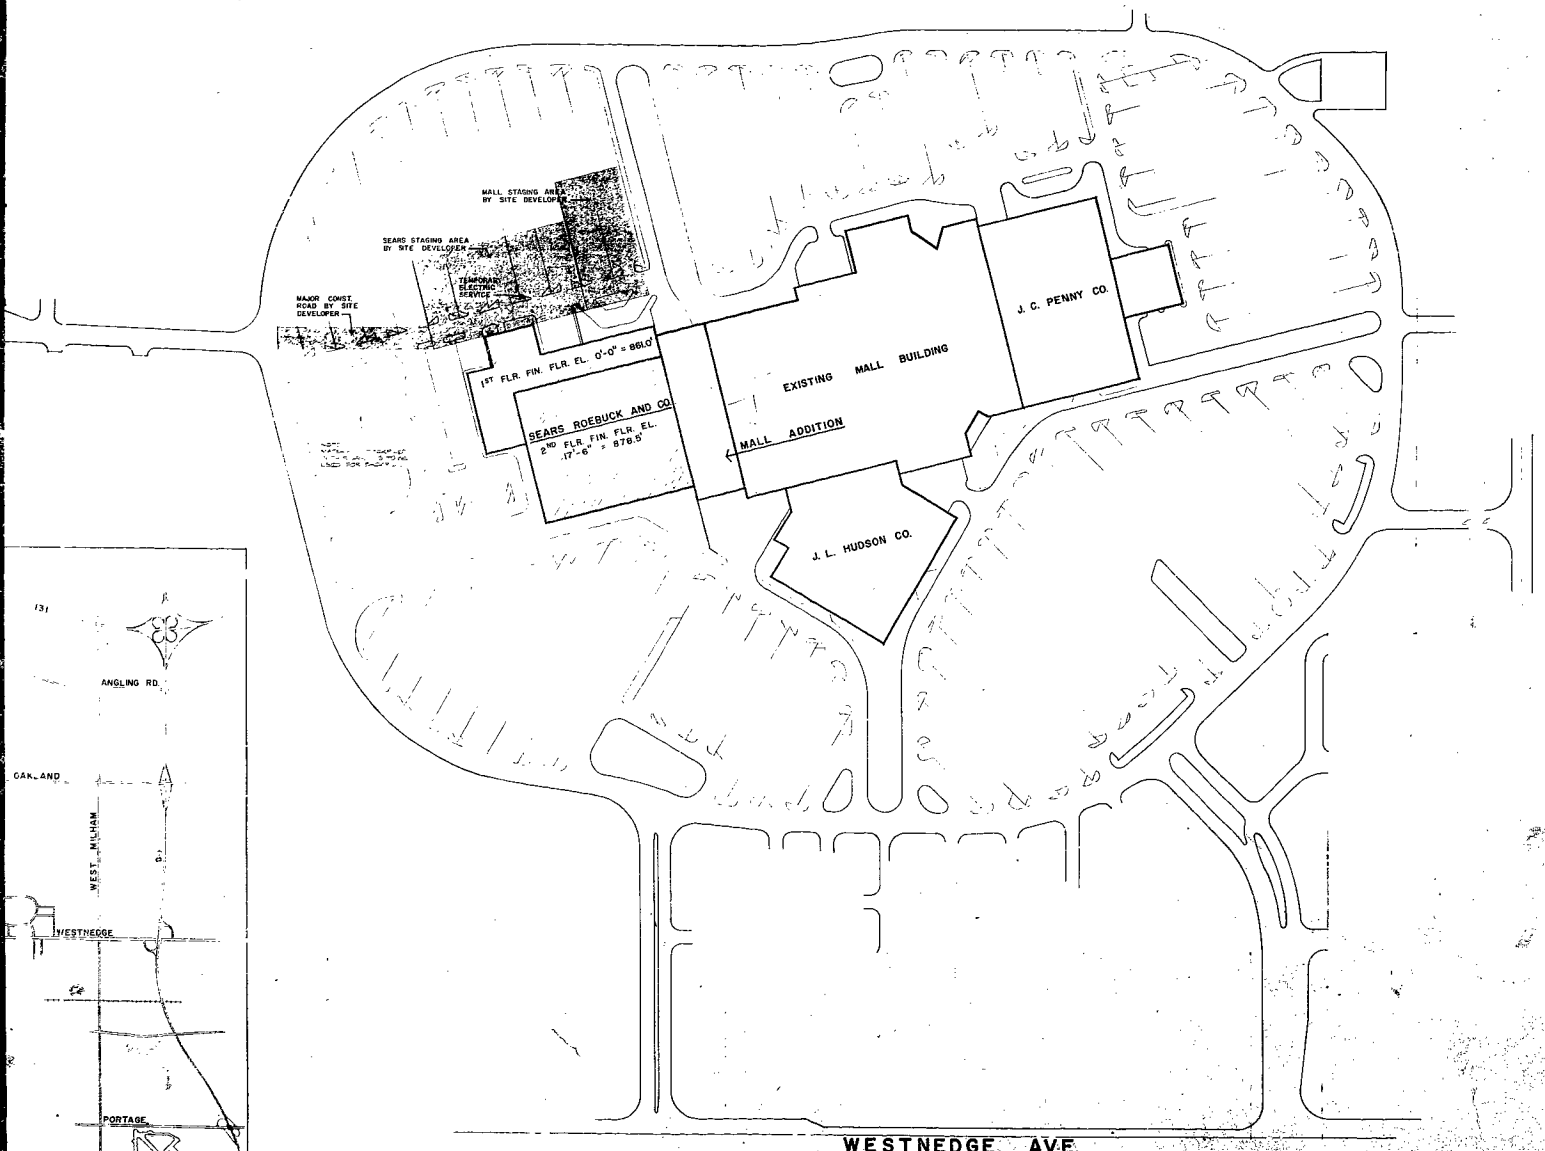 MALL STAGING AREA
BY SITE DEVELOPER
SEARS STAGING AREA
BY SITE DEVELOPER
TEMPORARY
ELECTRIC
SERVICE
MAJOR CONST.
ROAD BY SITE
DEVELOPER
J. C. PENNY CO.
EXISTING MALL BUILDING
1ST FLR. FIN. FLR. EL. 0'-0" = 861.0'
SEARS ROEBUCK AND CO.
2ND FLR. FIN. FLR. EL.
17'-6" = 878.5'
MALL ADDITION
J. L. HUDSON CO.
NOTE
131
ANGLING RD.
OAKLAND
WEST MILHAM
WESTNEDGE
PORTAGE
WESTNEDGE AVE